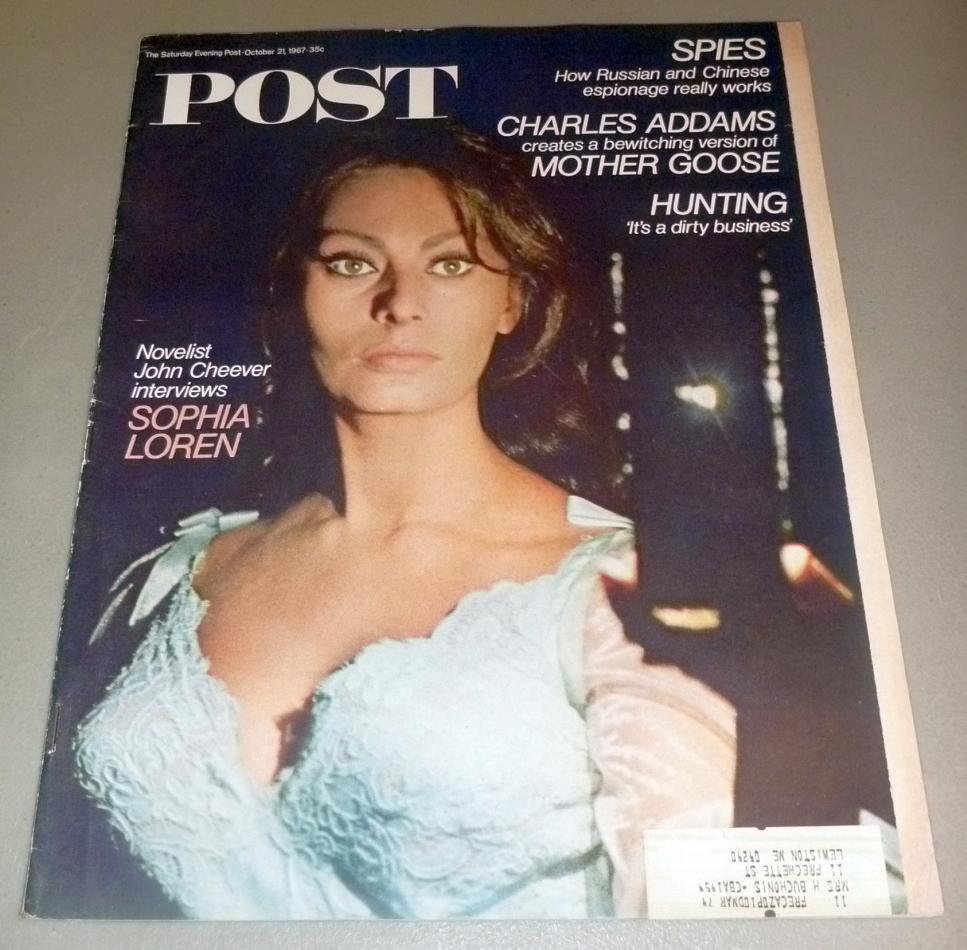 The Saturday Evening Post·October 21, 1967·35c
POST
SPIES
How Russian and Chinese
espionage really works
CHARLES ADDAMS
creates a bewitching version of
MOTHER GOOSE
HUNTING
'It's a dirty business'
Novelist
John Cheever
interviews
SOPHIA
LOREN
11
MRS H BUCHONIS
11 FRECHETTE ST
LEWISTON ME 04240